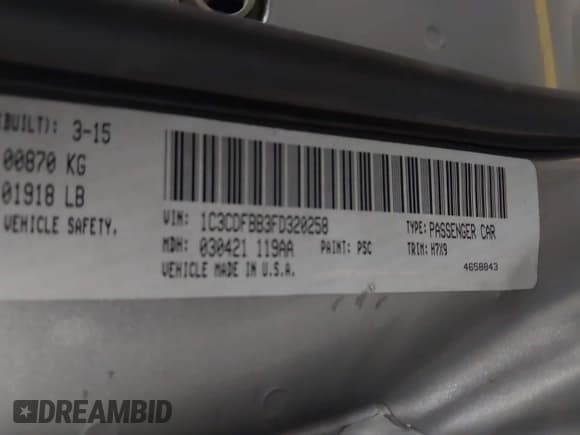 (BUILT): 3-15
00870 KG
01918 LB
VEHICLE SAFETY.
VIN: 1C3CDFBB3FD320258 TYPE: PASSENGER CAR
MDH: 030421 119AA PAINT: PSC TRIM: H7X9
VEHICLE MADE IN U.S.A. 4658843
DREAMBID